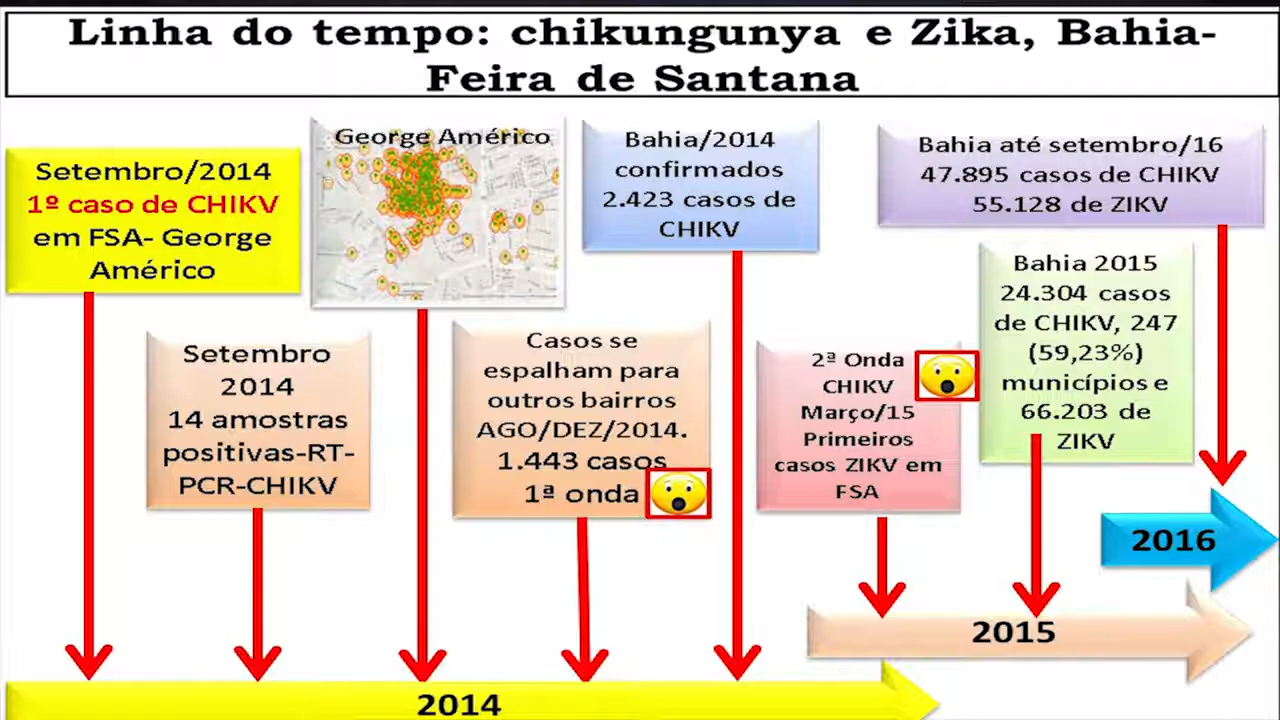 Linha do tempo: chikungunya e Zika, Bahia-
Feira de Santana
Setembro/2014
1º caso de CHIKV
em FSA- George
Américo
Setembro
2014
14 amostras
positivas-RT-
PCR-CHIKV
George Américo
Casos se
espalham para
outros bairros
AGO/DEZ/2014.
1.443 casos
1ª onda
Bahia/2014
confirmados
2.423 casos de
CHIKV
2ª Onda
CHIKV
Março/15
Primeiros
casos ZIKV em
FSA
Bahia 2015
24.304 casos
de CHIKV, 247
(59,23%)
municípios e
66.203 de
ZIKV
Bahia até setembro/16
47.895 casos de CHIKV
55.128 de ZIKV
2016
2015
2014